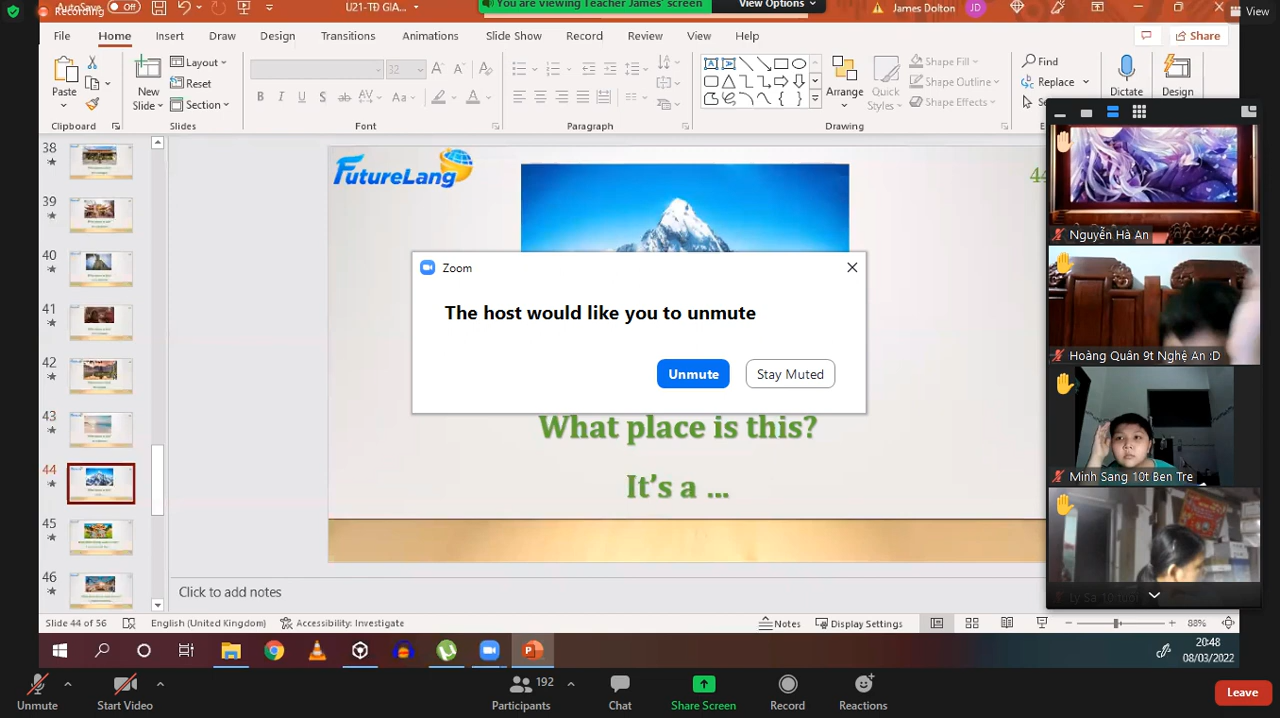 Recording
AutoSave Off
U21-TĐ GIA...
You are viewing Teacher James' screen
View Options
James Dolton
JD
View
File Home Insert Draw Design Transitions Animations Slide Show Record Review View Help
Share
Paste
Clipboard
New
Slide
Layout
Reset
Section
Slides
32
Font
Paragraph
Arrange
Quick
Styles
Shape Fill
Shape Outline
Shape Effects
Drawing
Find
Replace
Dictate
Design
38
39
40
41
42
43
44
45
46
FutureLang
44
Zoom
The host would like you to unmute
Unmute
Stay Muted
What place is this?
It's a ...
Nguyễn Hà An
Hoàng Quân 9t Nghệ An :D
Minh Sang 10t Ben Tre
Click to add notes
Slide 44 of 56
English (United Kingdom)
Accessibility: Investigate
Notes
Display Settings
88%
20:48
08/03/2022
Unmute
Start Video
192
Participants
Chat
Share Screen
Record
Reactions
Leave